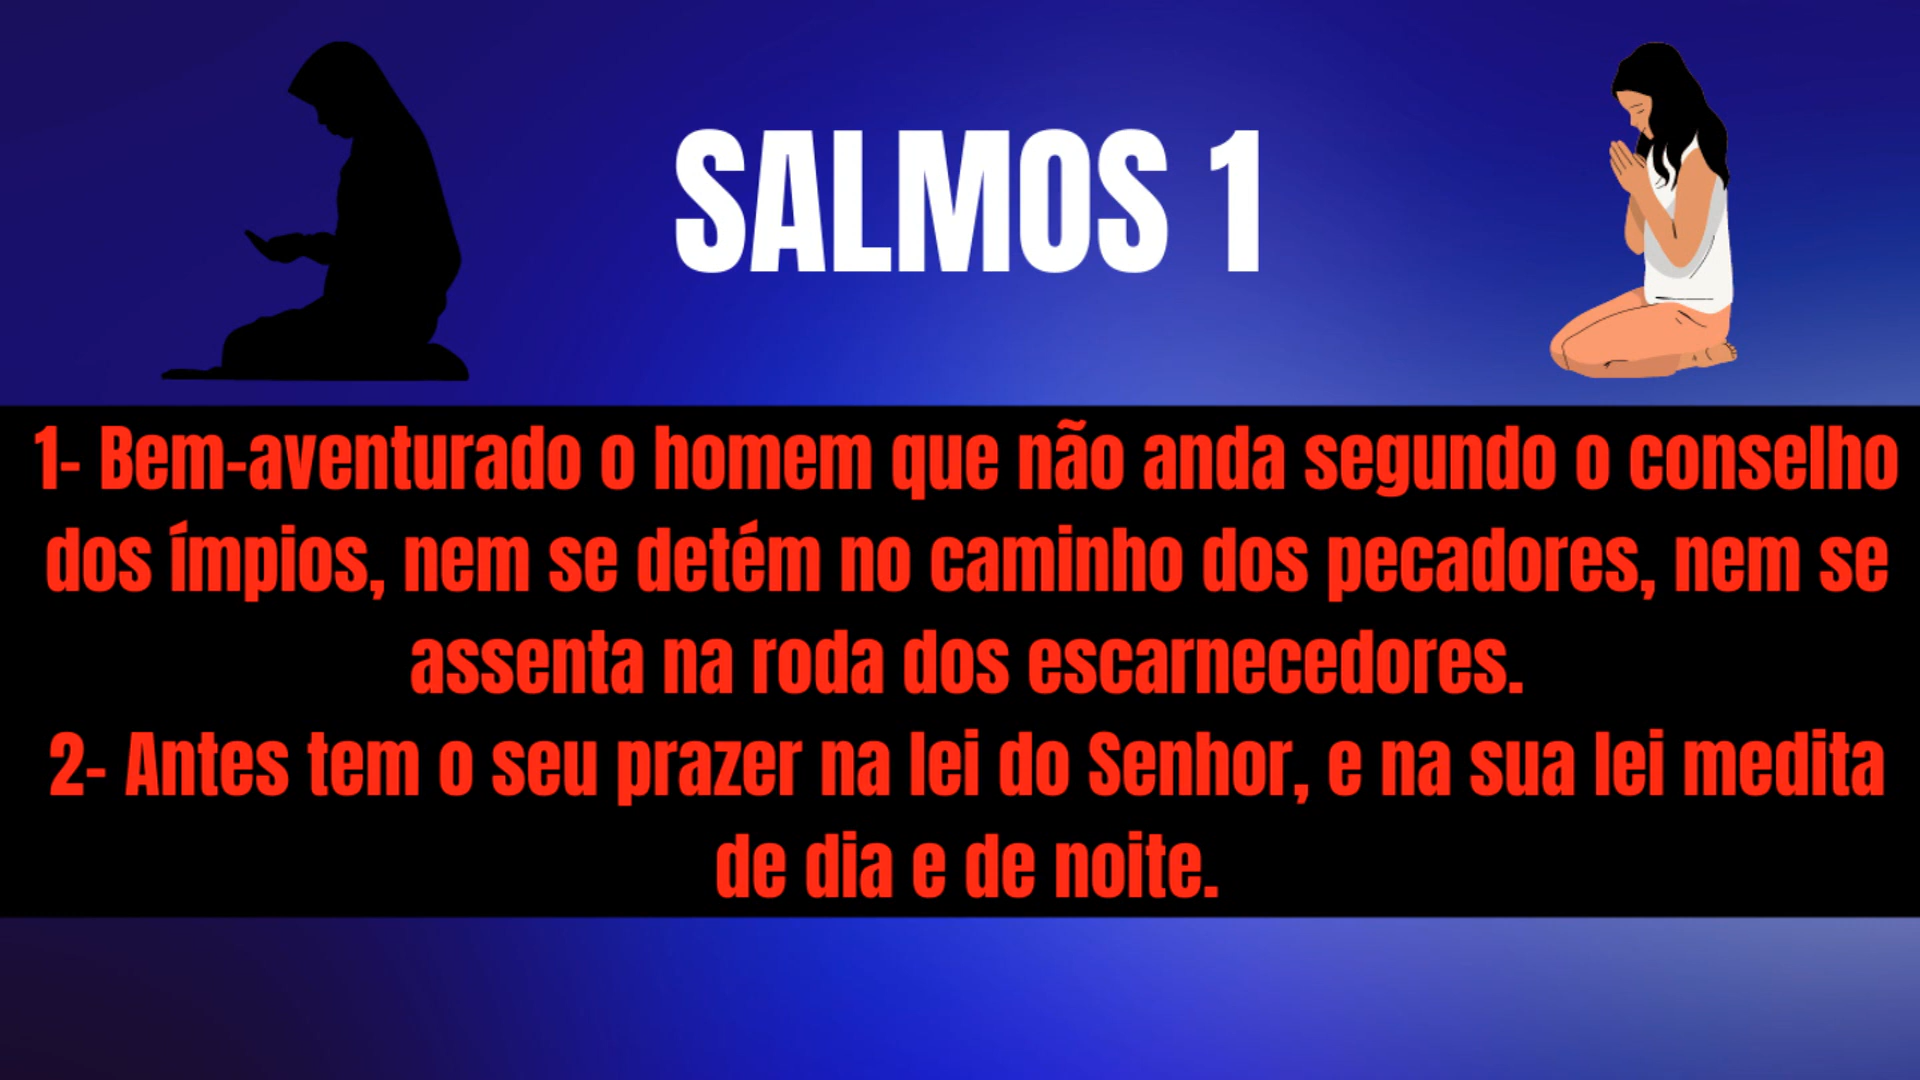 SALMOS 1
1- Bem-aventurado o homem que não anda segundo o conselho
dos ímpios, nem se detém no caminho dos pecadores, nem se
assenta na roda dos escarnecedores.
2- Antes tem o seu prazer na lei do Senhor, e na sua lei medita
de dia e de noite.